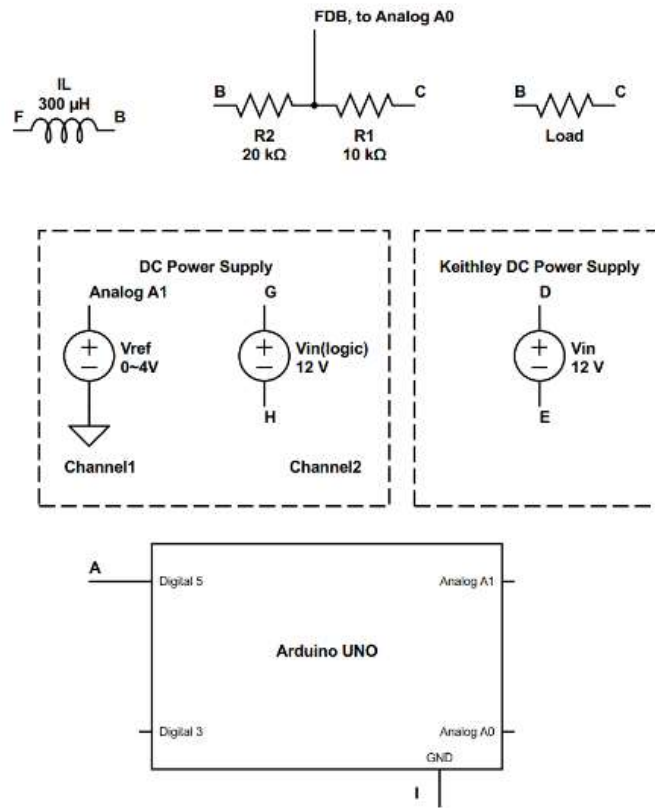 FDB, to Analog A0
IL
300 µH
F B
B C
R2 R1
20 kΩ 10 kΩ
B C
Load
DC Power Supply
Analog A1 G
+ Vref
− 0~4V
+ Vin(logic)
− 12 V
H
Channel1 Channel2
Keithley DC Power Supply
D
+ Vin
− 12 V
E
A
Digital 5 Analog A1
Arduino UNO
Digital 3 Analog A0
GND
I